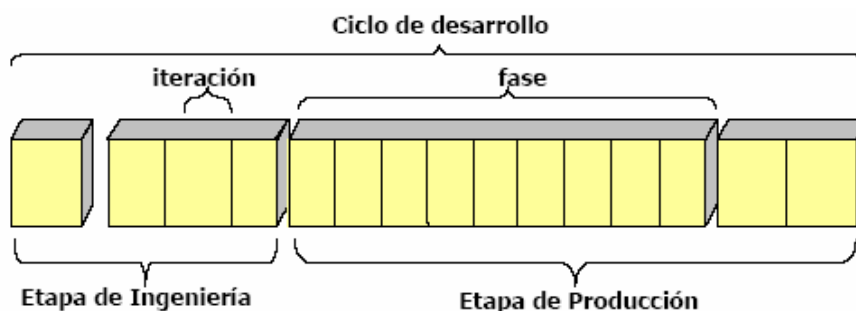 Ciclo de desarrollo
iteración
fase
Etapa de Ingeniería
Etapa de Producción